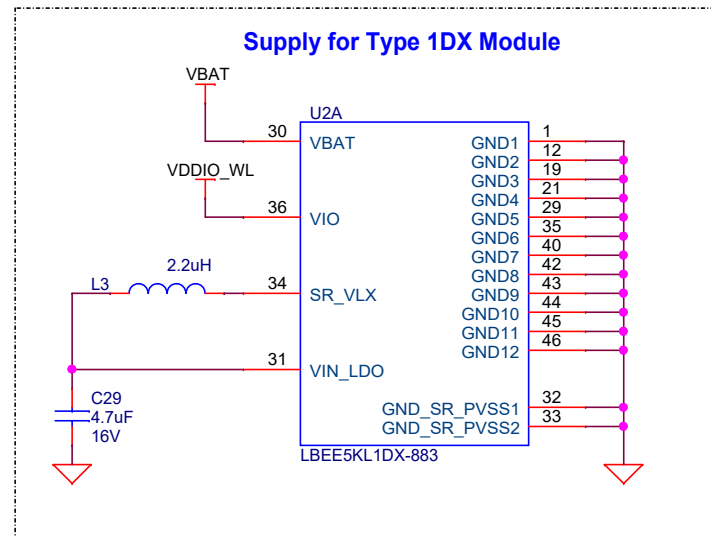 Supply for Type 1DX Module
VBAT
U2A
30 VBAT
GND1 1
GND2 12
GND3 19
VDDIO_WL
GND4 21
36 VIO
GND5 29
GND6 35
GND7 40
GND8 42
L3 2.2uH
34 SR_VLX
GND9 43
GND10 44
GND11 45
GND12 46
31 VIN_LDO
C29
4.7uF
16V
GND_SR_PVSS1 32
GND_SR_PVSS2 33
LBEE5KL1DX-883